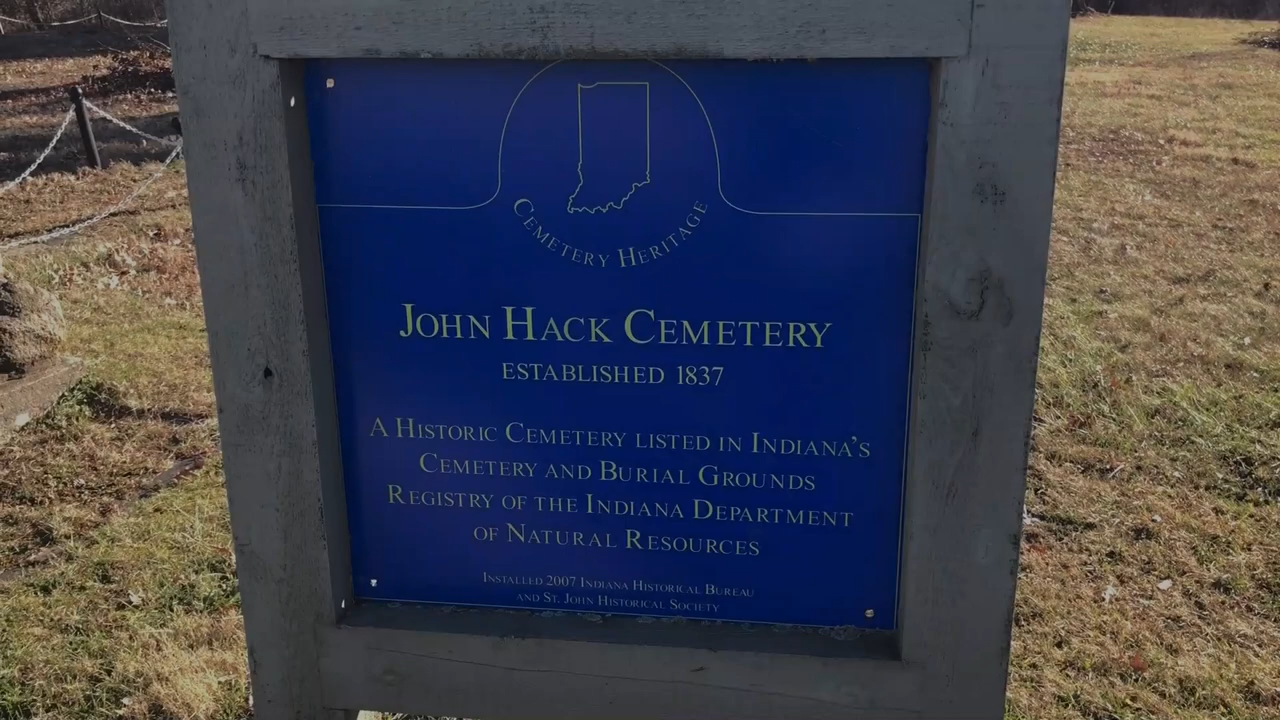 CEMETERY HERITAGE
JOHN HACK CEMETERY
ESTABLISHED 1837
A HISTORIC CEMETERY LISTED IN INDIANA'S
CEMETERY AND BURIAL GROUNDS
REGISTRY OF THE INDIANA DEPARTMENT
OF NATURAL RESOURCES
INSTALLED 2007 INDIANA HISTORICAL BUREAU
AND ST. JOHN HISTORICAL SOCIETY